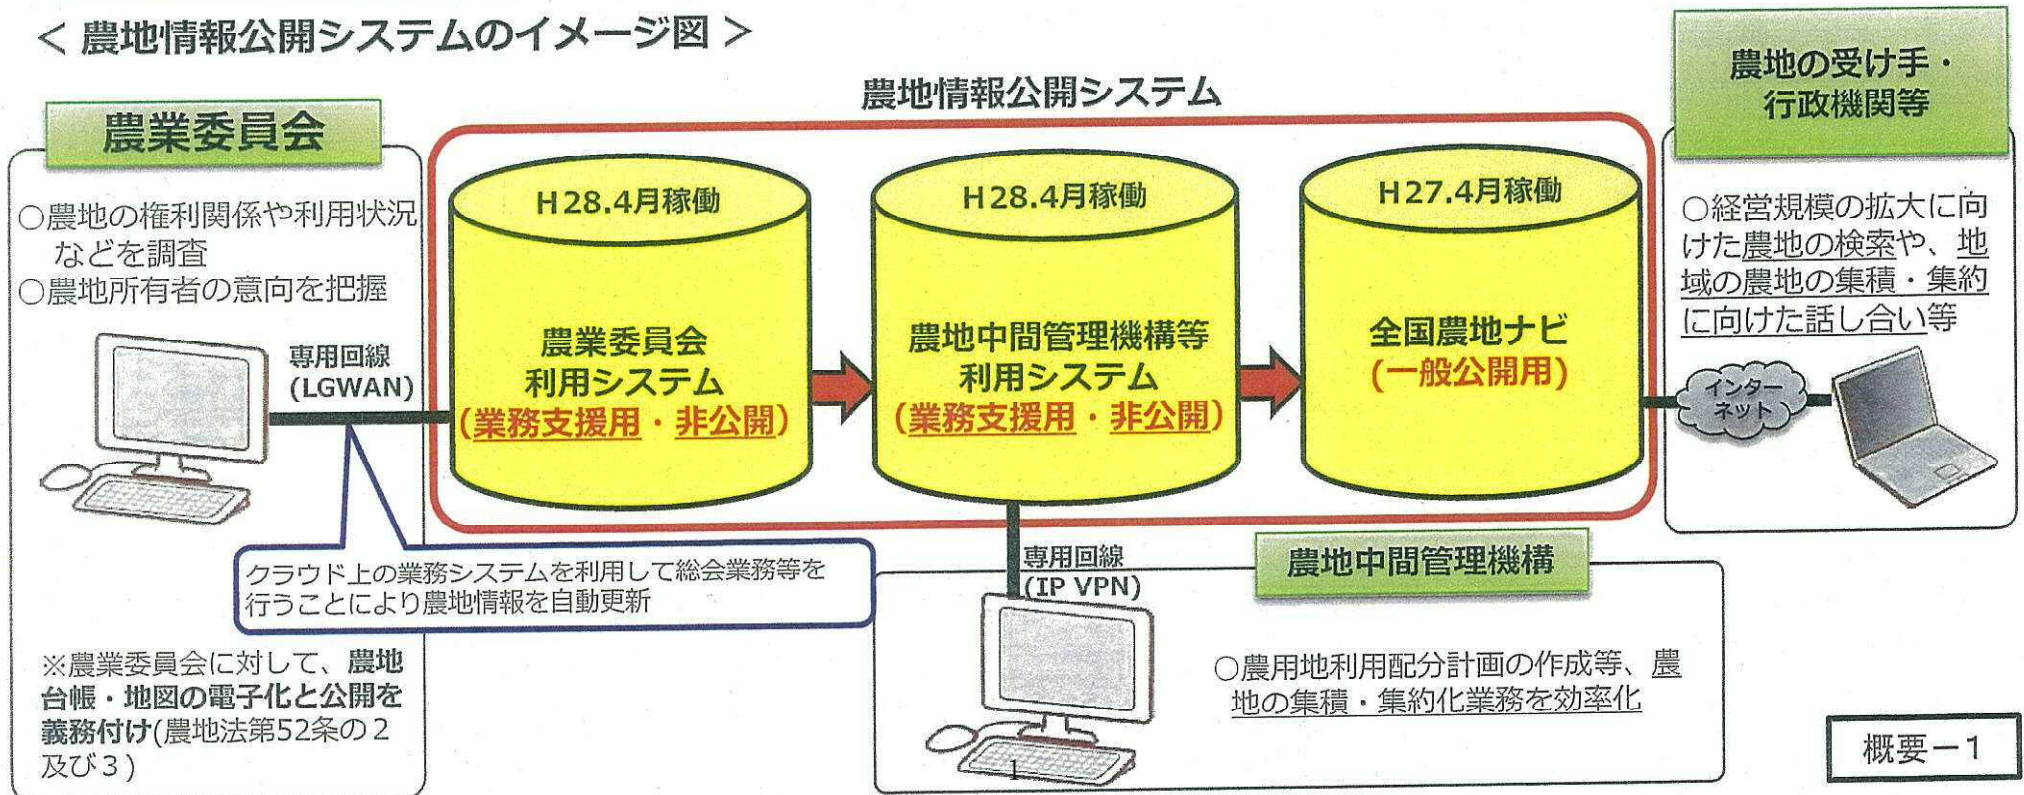 ＜ 農地情報公開システムのイメージ図 ＞
農地情報公開システム
農業委員会
○農地の権利関係や利用状況
などを調査
○農地所有者の意向を把握
専用回線
(LGWAN)
H28.4月稼働
農業委員会
利用システム
(業務支援用・非公開)
H28.4月稼働
農地中間管理機構等
利用システム
(業務支援用・非公開)
H27.4月稼働
全国農地ナビ
(一般公開用)
農地の受け手・
行政機関等
○経営規模の拡大に向
けた農地の検索や、地
域の農地の集積・集約
に向けた話し合い等
インター
ネット
クラウド上の業務システムを利用して総会業務等を
行うことにより農地情報を自動更新
※農業委員会に対して、農地
台帳・地図の電子化と公開を
義務付け(農地法第52条の２
及び３)
専用回線
(IP VPN)
農地中間管理機構
○農用地利用配分計画の作成等、農
地の集積・集約化業務を効率化
1
概要－1